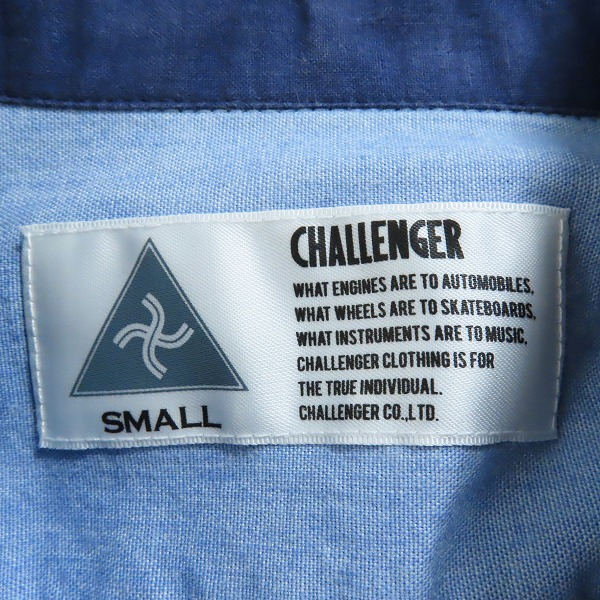 CHALLENGER
WHAT ENGINES ARE TO AUTOMOBILES,
WHAT WHEELS ARE TO SKATEBOARDS,
WHAT INSTRUMENTS ARE TO MUSIC,
CHALLENGER CLOTHING IS FOR
THE TRUE INDIVIDUAL.
CHALLENGER CO.,LTD.
SMALL